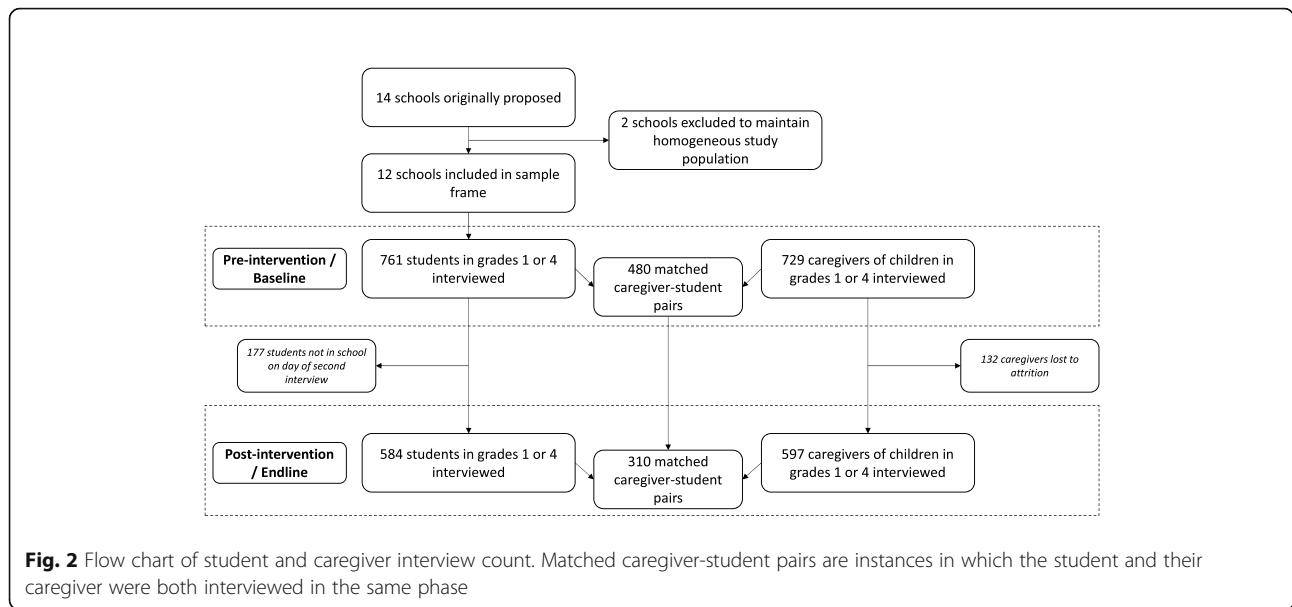 14 schools originally proposed
2 schools excluded to maintain
homogeneous study
population
12 schools included in sample
frame
Pre-intervention /
Baseline
761 students in grades 1 or 4
interviewed
480 matched
caregiver-student
pairs
729 caregivers of children in
grades 1 or 4 interviewed
177 students not in school
on day of second
interview
132 caregivers lost to
attrition
Post-intervention
/ Endline
584 students in grades 1 or 4
interviewed
310 matched
caregiver-student
pairs
597 caregivers of children in
grades 1 or 4 interviewed
Fig. 2 Flow chart of student and caregiver interview count. Matched caregiver-student pairs are instances in which the student and their
caregiver were both interviewed in the same phase